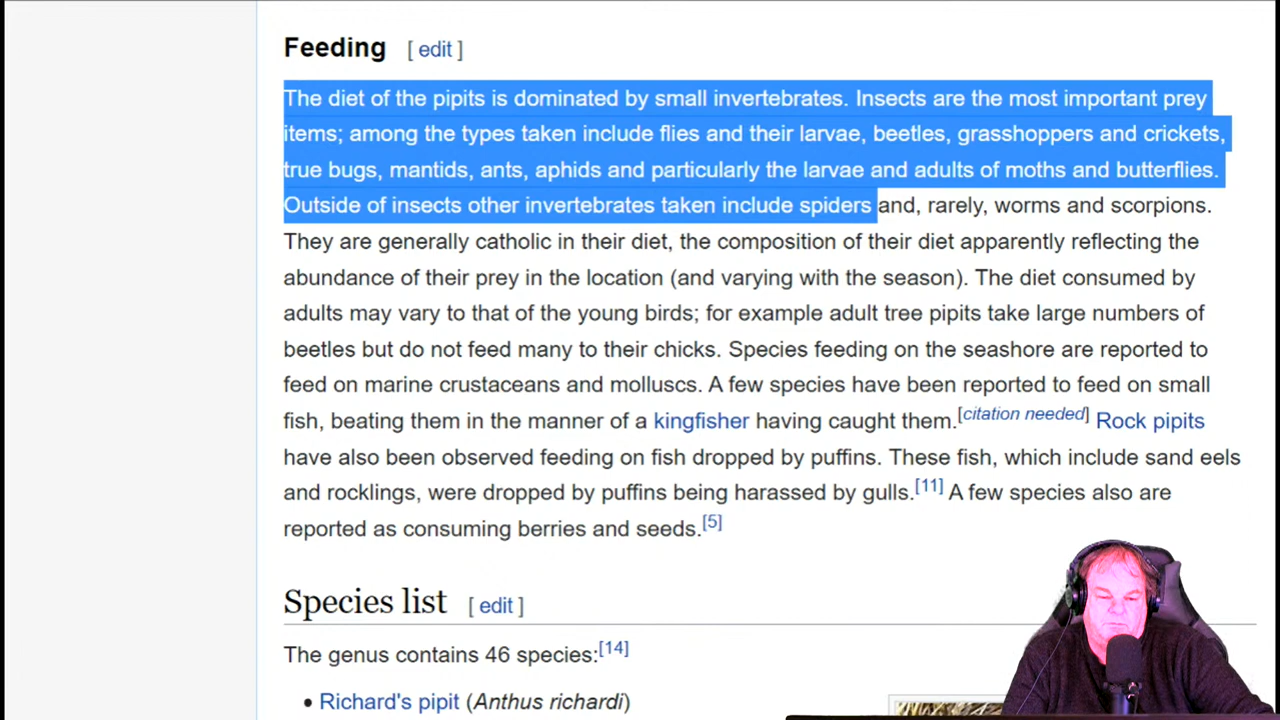 Feeding [ edit ]
The diet of the pipits is dominated by small invertebrates. Insects are the most important prey
items; among the types taken include flies and their larvae, beetles, grasshoppers and crickets,
true bugs, mantids, ants, aphids and particularly the larvae and adults of moths and butterflies.
Outside of insects other invertebrates taken include spiders and, rarely, worms and scorpions.
They are generally catholic in their diet, the composition of their diet apparently reflecting the
abundance of their prey in the location (and varying with the season). The diet consumed by
adults may vary to that of the young birds; for example adult tree pipits take large numbers of
beetles but do not feed many to their chicks. Species feeding on the seashore are reported to
feed on marine crustaceans and molluscs. A few species have been reported to feed on small
fish, beating them in the manner of a kingfisher having caught them.[citation needed] Rock pipits
have also been observed feeding on fish dropped by puffins. These fish, which include sand eels
and rocklings, were dropped by puffins being harassed by gulls.[11] A few species also are
reported as consuming berries and seeds.[5]
Species list [ edit ]
The genus contains 46 species:[14]
• Richard's pipit (Anthus richardi)